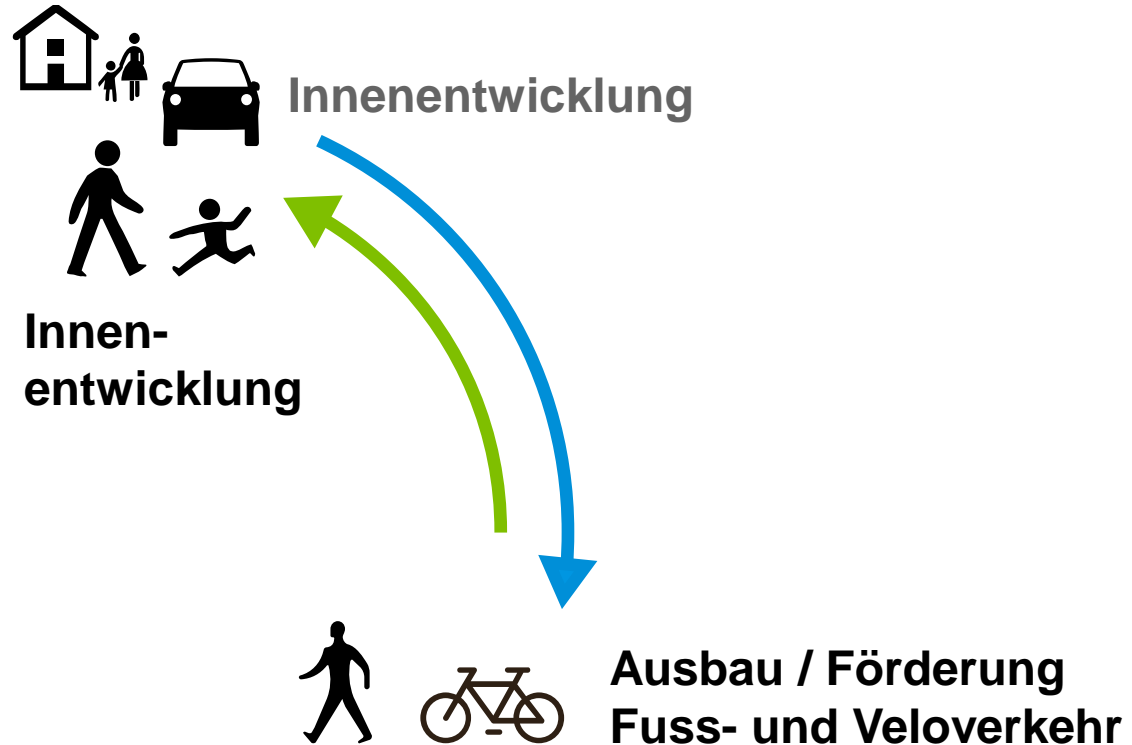 Innenentwicklung
Innen-
entwicklung
Ausbau / Förderung
Fuss- und Veloverkehr